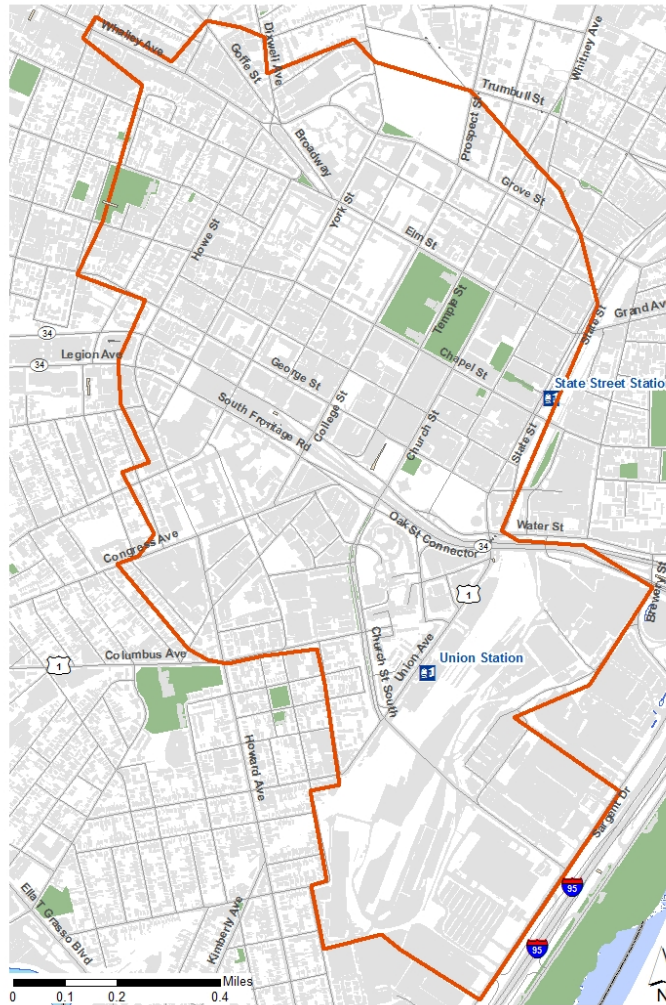 Whalley Ave
Goffe St
Dixwell Ave
Whitney Ave
Trumbull St
Prospect St
Broadway
Grove St
York St
Howe St
Elm St
Temple St
State St
Grand Av
34
34
Legion Ave
Chapel St
State Street Station
George St
College St
South Frontage Rd
Church St
State St
Water St
Oak St Connector
34
Congress Ave
Brewery St
1
Columbus Ave
1
Union Ave
Union Station
Church St South
Howard Ave
Sargent Dr
95
Ella T Grasso Blvd
Kimberly Ave
95
Miles
0 0.1 0.2 0.4
N